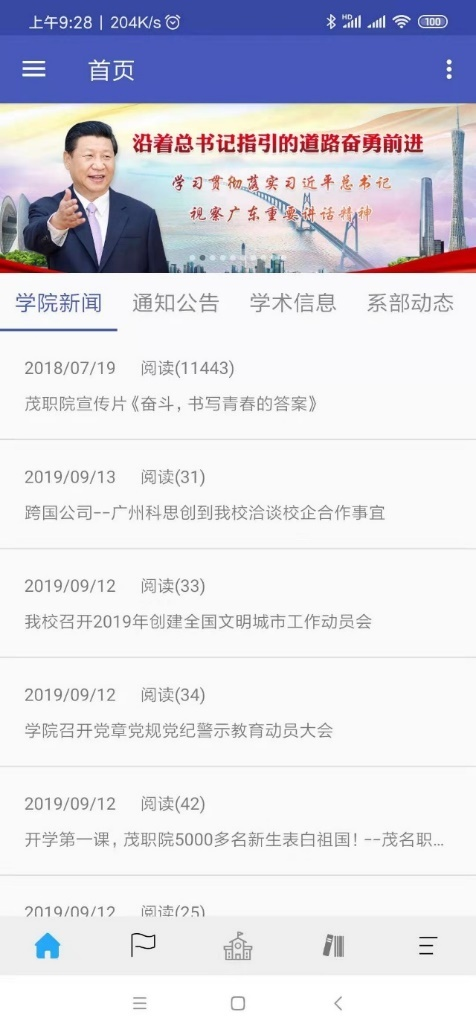 上午9:28 | 204K/s
HD
100
首页
沿着总书记指引的道路奋勇前进
学习贯彻落实习近平总书记
视察广东重要讲话精神
学院新闻 通知公告 学术信息 系部动态
2018/07/19 阅读(11443)
茂职院宣传片《奋斗，书写青春的答案》
2019/09/13 阅读(31)
跨国公司--广州科思创到我校洽谈校企合作事宜
2019/09/12 阅读(33)
我校召开2019年创建全国文明城市工作动员会
2019/09/12 阅读(34)
学院召开党章党规党纪警示教育动员大会
2019/09/12 阅读(42)
开学第一课，茂职院5000多名新生表白祖国！--茂名职...
2019/09/12 阅读(25)